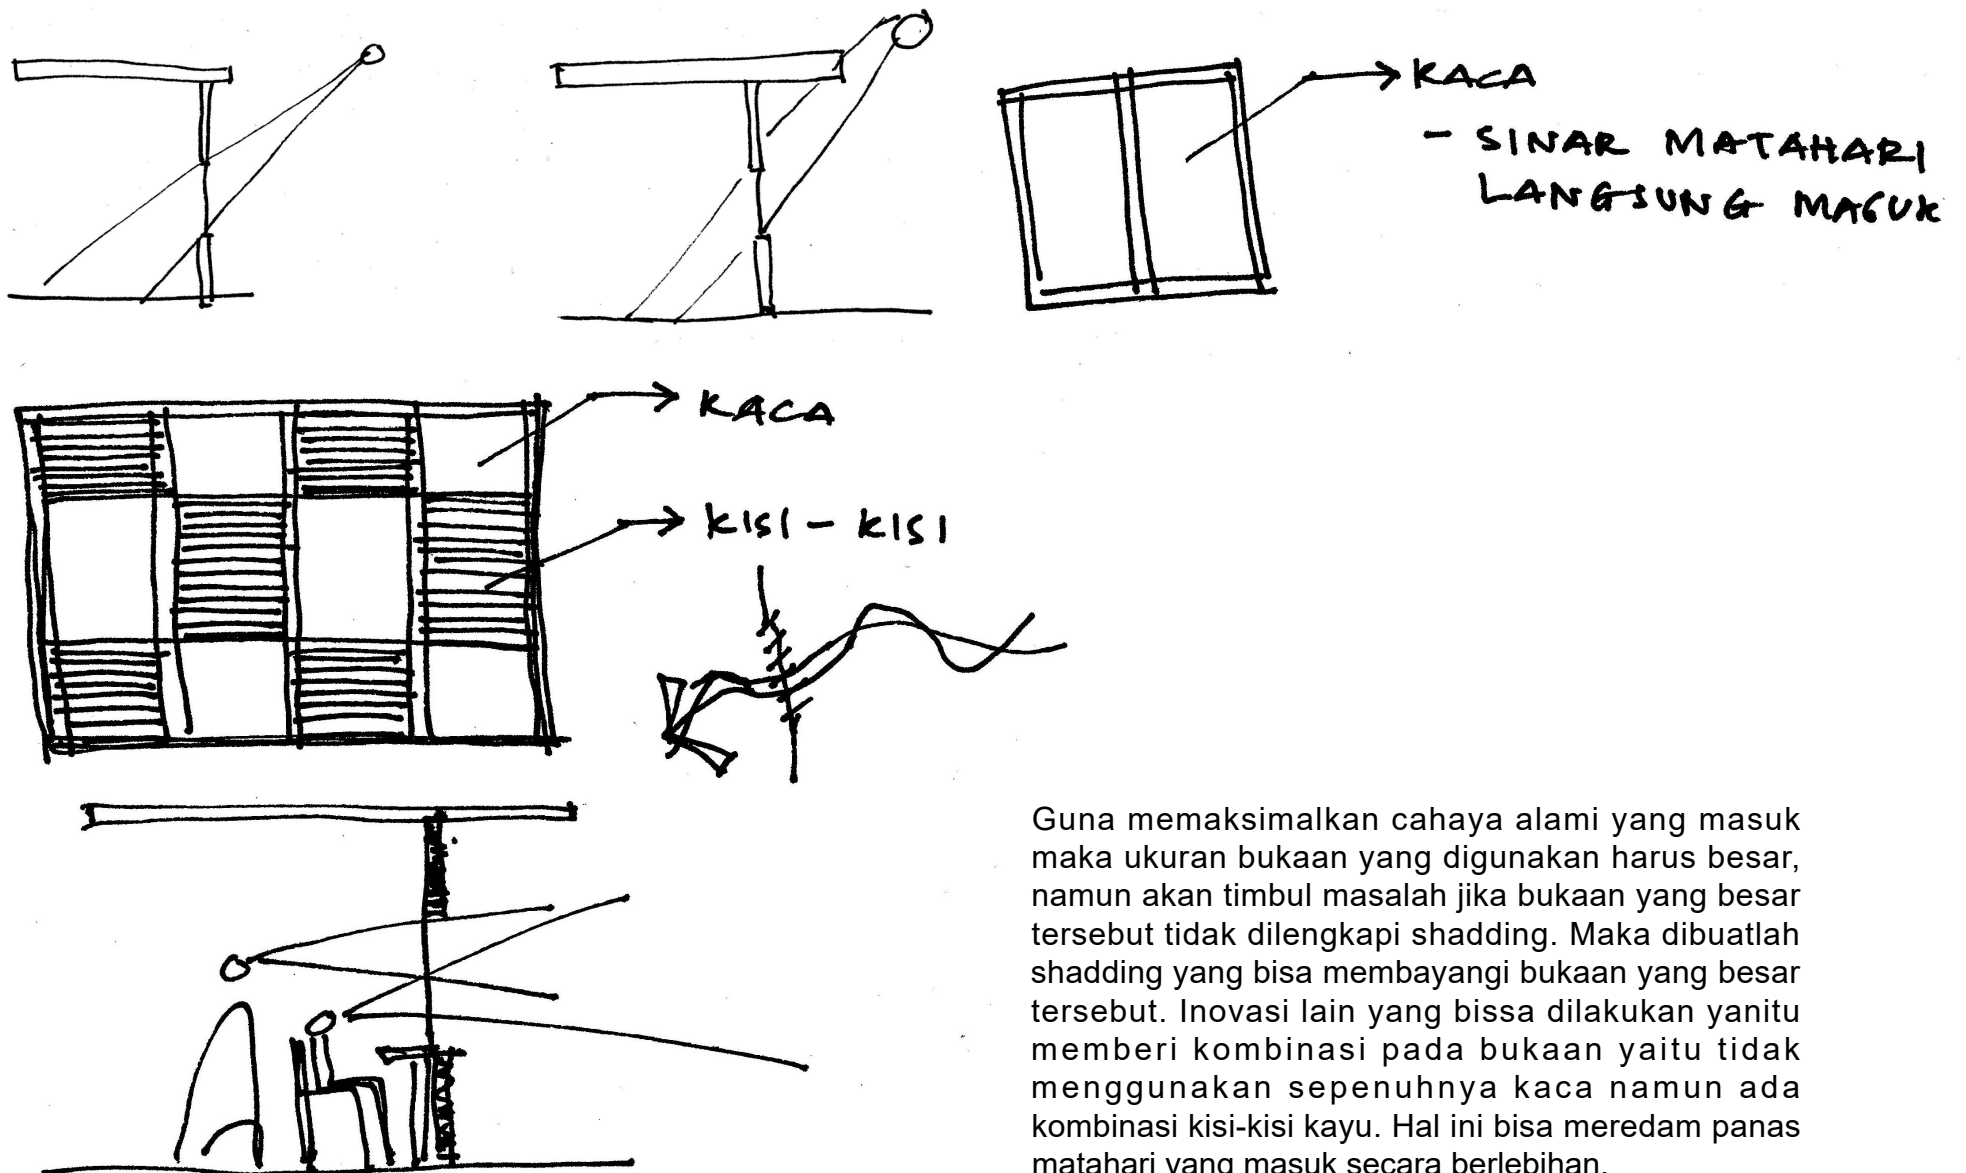 KACA
- SINAR MATAHARI
LANGSUNG MASUK
KACA
KISI - KISI
Guna memaksimalkan cahaya alami yang masuk
maka ukuran bukaan yang digunakan harus besar,
namun akan timbul masalah jika bukaan yang besar
tersebut tidak dilengkapi shadding. Maka dibuatlah
shadding yang bisa membayangi bukaan yang besar
tersebut. Inovasi lain yang bissa dilakukan yanitu
memberi kombinasi pada bukaan yaitu tidak
menggunakan sepenuhnya kaca namun ada
kombinasi kisi-kisi kayu. Hal ini bisa meredam panas
matahari yang masuk secara berlebihan.